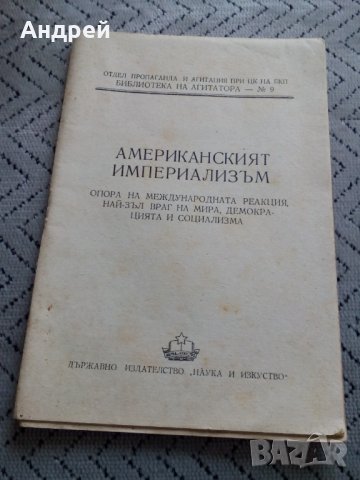 Андрей
ОТДЕЛ ПРОПАГАНДА И АГИТАЦИЯ ПРИ ЦК НА БКП
БИБЛИОТЕКА НА АГИТАТОРА — № 9
АМЕРИКАНСКИЯТ
ИМПЕРИАЛИЗЪМ
ОПОРА НА МЕЖДУНАРОДНАТА РЕАКЦИЯ,
НАЙ-ЗЪЛ ВРАГ НА МИРА, ДЕМОКРА-
ЦИЯТА И СОЦИАЛИЗМА
ДЪРЖАВНО ИЗДАТЕЛСТВО „НАУКА И ИЗКУСТВО"
BAZAR